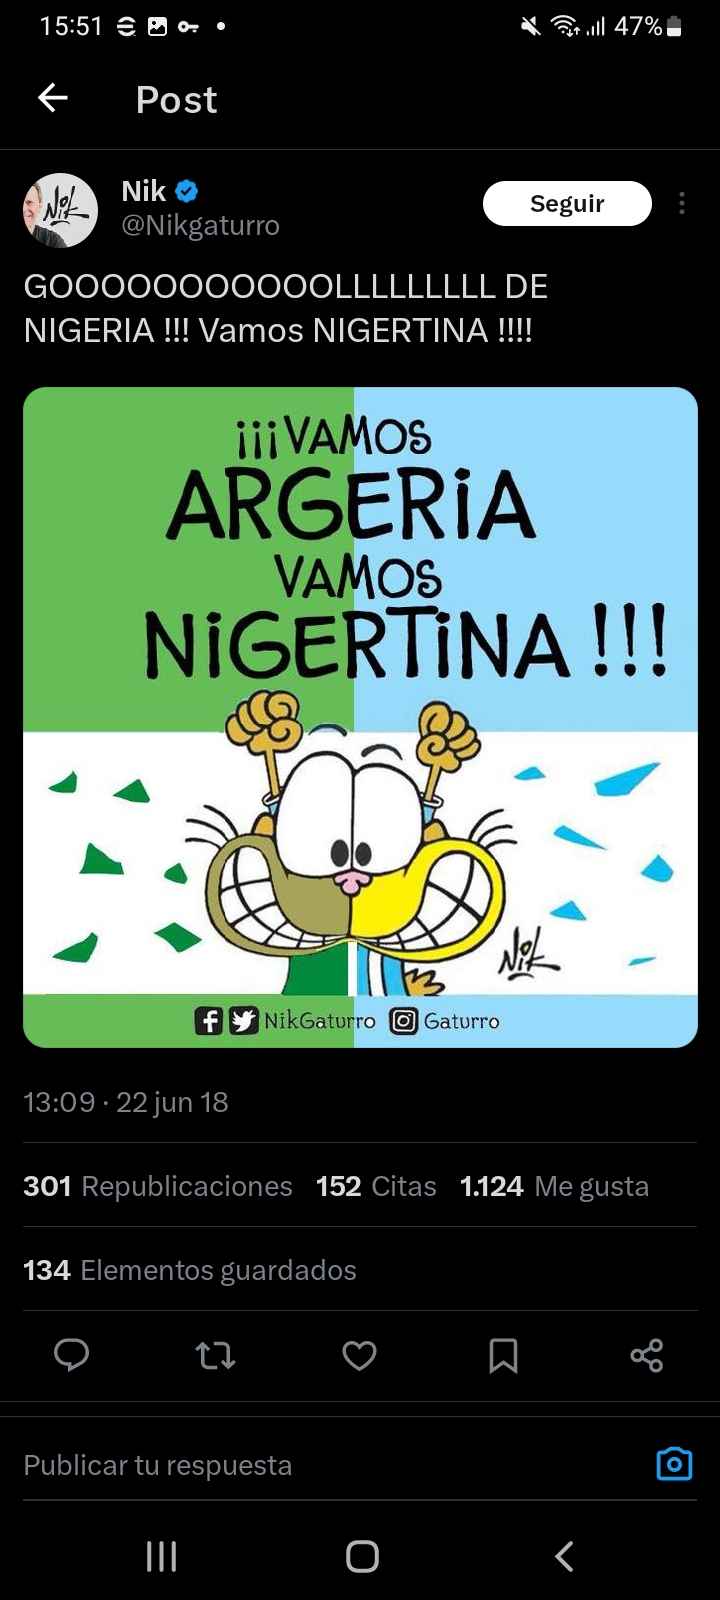 15:51 47%
Post
Nik
@Nikgaturro
Seguir
GOOOOOOOOOOOLLLLLLLLL DE
NIGERIA !!! Vamos NIGERTINA !!!!
¡¡¡VAMOS
ARGERiA
VAMOS
NiGERTiNA !!!
Nik
NikGaturro Gaturro
13:09 · 22 jun 18
301 Republicaciones 152 Citas 1.124 Me gusta
134 Elementos guardados
Publicar tu respuesta